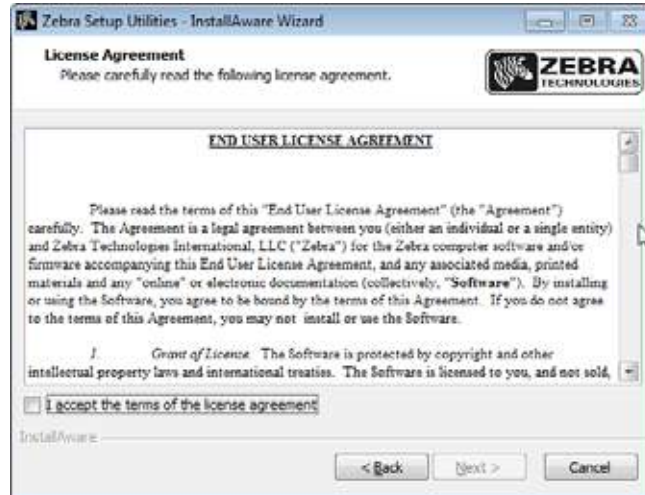 Zebra Setup Utilities - InstallAware Wizard
License Agreement
Please carefully read the following license agreement.
ZEBRA
TECHNOLOGIES
END USER LICENSE AGREEMENT
Please read the terms of this "End User License Agreement" (the "Agreement")
carefully. The Agreement is a legal agreement between you (either an individual or a single entity)
and Zebra Technologies International, LLC ("Zebra") for the Zebra computer software and/or
firmware accompanying this End User License Agreement, and any associated media, printed
materials and any "online" or electronic documentation (collectively, "Software"). By installing
or using the Software, you agree to be bound by the terms of this Agreement. If you do not agree
to the terms of this Agreement, you may not install or use the Software.
1. Grant of License. The Software is protected by copyright and other
intellectual property laws and international treaties. The Software is licensed to you, and not sold,
I accept the terms of the license agreement
InstallAware
< Back Next > Cancel